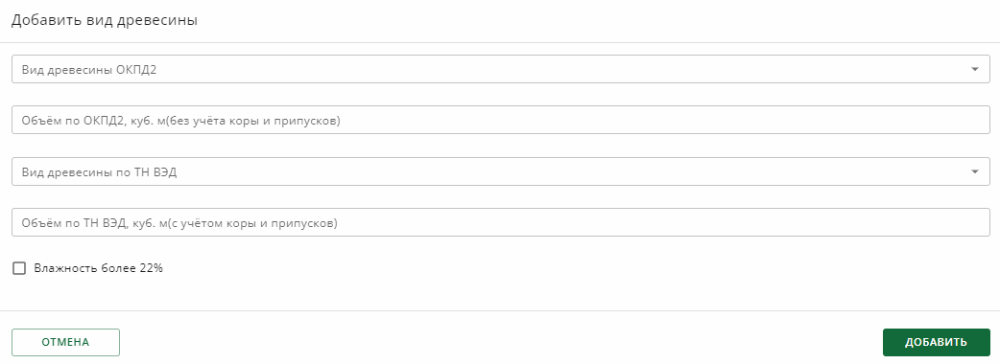 Добавить вид древесины
Вид древесины ОКПД2
Объём по ОКПД2, куб. м(без учёта коры и припусков)
Вид древесины по ТН ВЭД
Объём по ТН ВЭД, куб. м(с учётом коры и припусков)
Влажность более 22%
ОТМЕНА
ДОБАВИТЬ